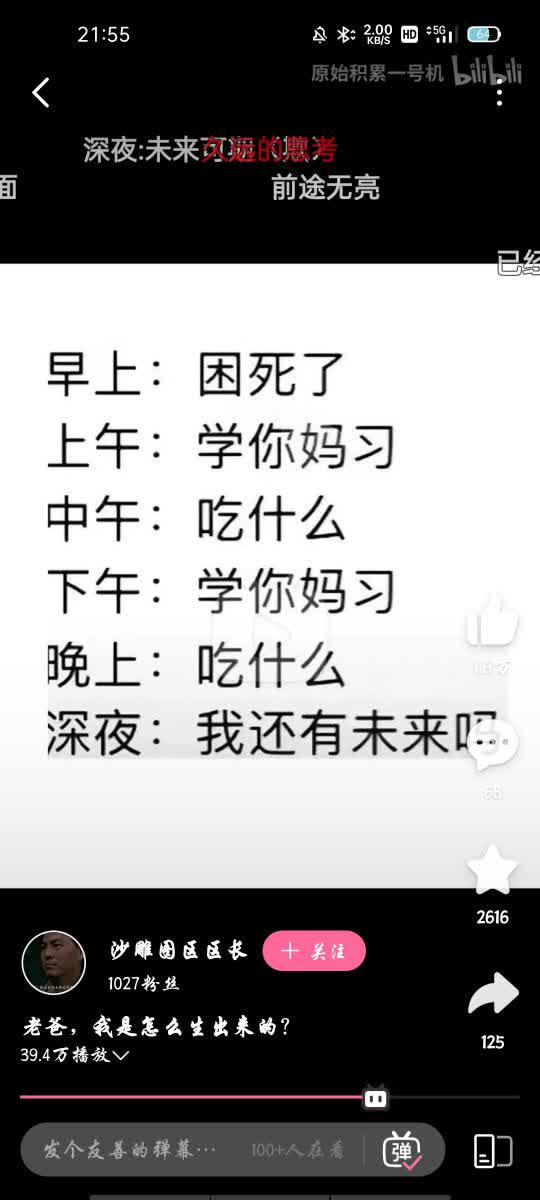 21:55
2.00
KB/S
HD
5G
64
原始积累一号机 bilibili
深夜:未来可
久远的思考
面
前途无亮
已经
早上：困死了
上午：学你妈习
中午：吃什么
下午：学你妈习
晚上：吃什么
深夜：我还有未来吗
68
2616
沙雕图区区长
+ 关注
1027粉丝
125
老爸，我是怎么生出来的？
39.4万播放
发个友善的弹幕…
100+人在看
弹